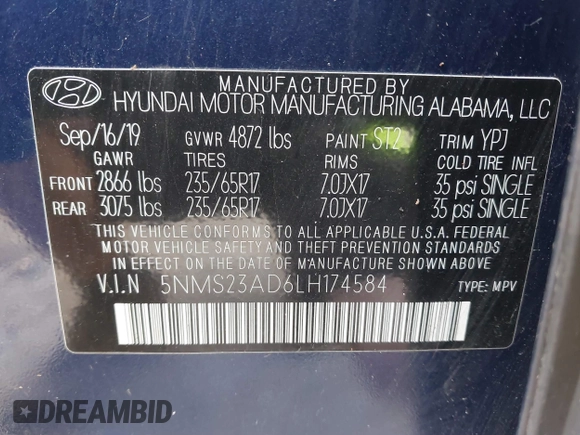 MANUFACTURED BY
HYUNDAI MOTOR MANUFACTURING ALABAMA, LLC
Sep/16/19 GVWR 4872 lbs PAINT ST2 TRIM YPJ
GAWR TIRES RIMS COLD TIRE INFL
FRONT 2866 lbs 235/65R17 7.0JX17 35 psi SINGLE
REAR 3075 lbs 235/65R17 7.0JX17 35 psi SINGLE
THIS VEHICLE CONFORMS TO ALL APPLICABLE U.S.A. FEDERAL
MOTOR VEHICLE SAFETY AND THEFT PREVENTION STANDARDS
IN EFFECT ON THE DATE OF MANUFACTURE SHOWN ABOVE.
V.I.N 5NMS23AD6LH174584 TYPE: MPV
DREAMBID